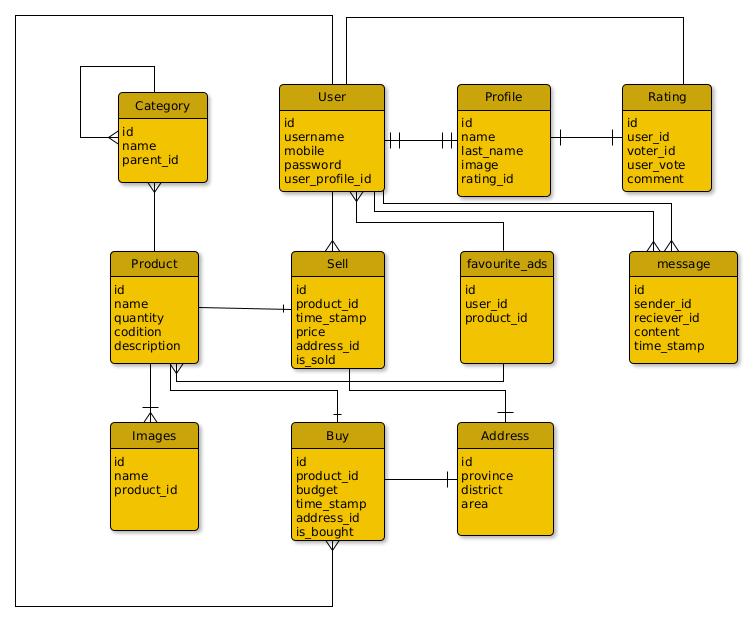 Category
id
name
parent_id
User
id
username
mobile
password
user_profile_id
Profile
id
name
last_name
image
rating_id
Rating
id
user_id
voter_id
user_vote
comment
Product
id
name
quantity
codition
description
Sell
id
product_id
time_stamp
price
address_id
is_sold
favourite_ads
id
user_id
product_id
message
id
sender_id
reciever_id
content
time_stamp
Images
id
name
product_id
Buy
id
product_id
budget
time_stamp
address_id
is_bought
Address
id
province
district
area